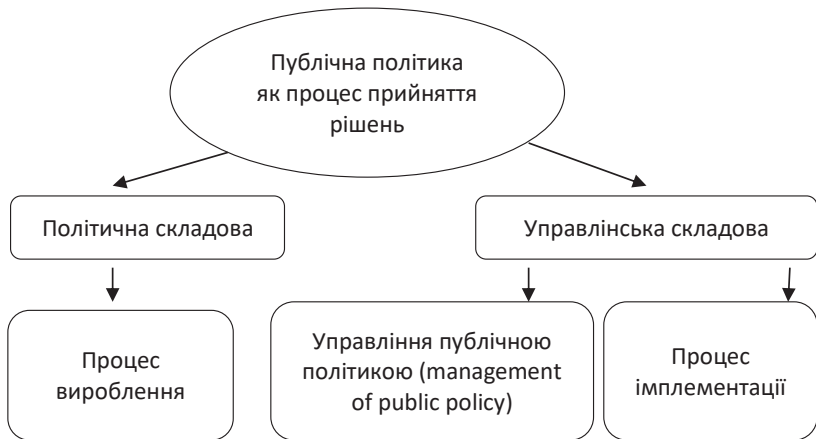 Публічна політика
як процес прийняття
рішень
Політична складова
Управлінська складова
Процес
вироблення
Управління публічною
політикою (management
of public policy)
Процес
імплементації